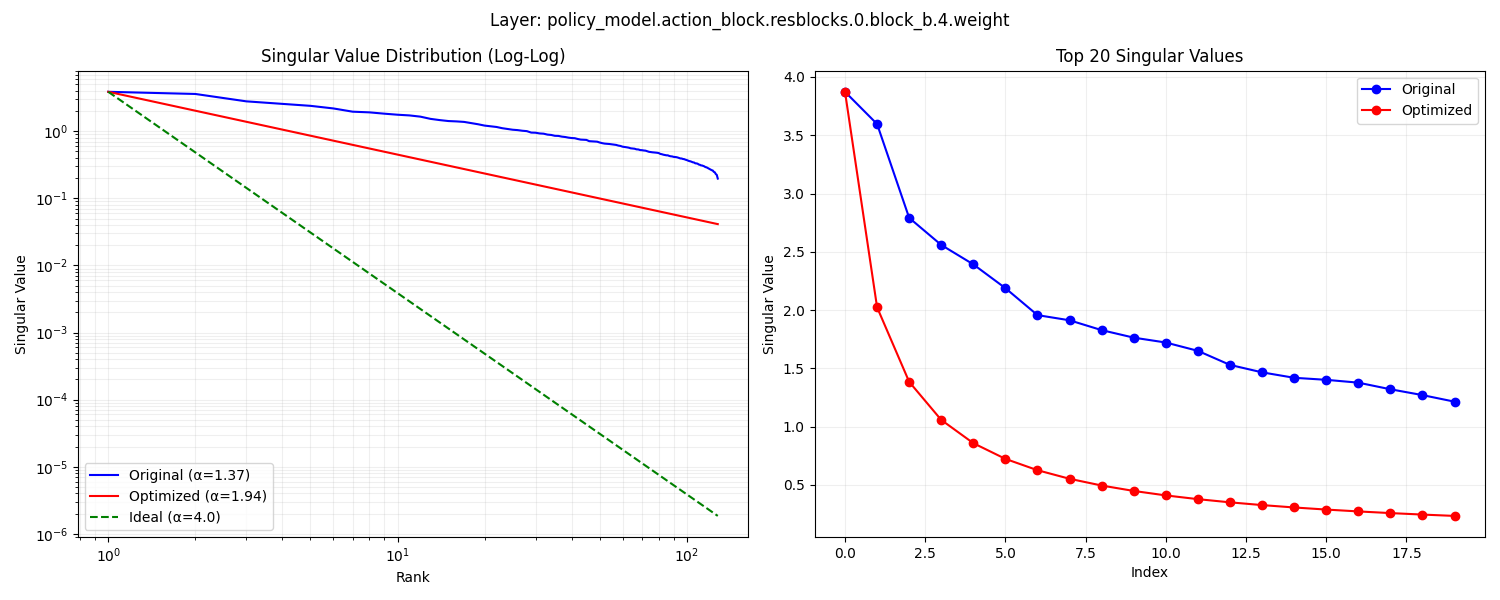 Layer: policy_model.action_block.resblocks.0.block_b.4.weight
Singular Value Distribution (Log-Log)
Singular Value
10⁰
10⁻¹
10⁻²
10⁻³
10⁻⁴
10⁻⁵
10⁻⁶
Original (α=1.37)
Optimized (α=1.94)
Ideal (α=4.0)
10⁰
10¹
10²
Rank
Top 20 Singular Values
Singular Value
4.0
3.5
3.0
2.5
2.0
1.5
1.0
0.5
Original
Optimized
0.0
2.5
5.0
7.5
10.0
12.5
15.0
17.5
Index